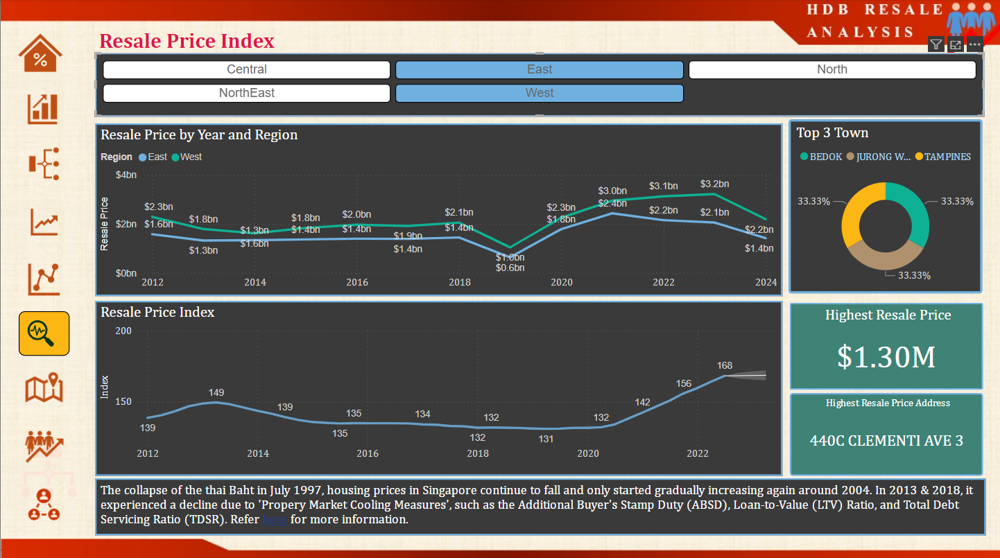 HDB RESALE
ANALYSIS
Resale Price Index
Central
East
North
NorthEast
West
Resale Price by Year and Region
Region East West
Resale Price
$4bn
$2bn
$0bn
$2.3bn
$1.6bn
$1.8bn
$1.3bn
$1.3bn
$1.6bn
$1.8bn
$1.4bn
$2.0bn
$1.4bn
$1.9bn
$1.4bn
$2.1bn
$1.4bn
$1.0bn
$0.6bn
$2.3bn
$1.8bn
$3.0bn
$2.4bn
$3.1bn
$2.2bn
$3.2bn
$2.1bn
$2.2bn
$1.4bn
2012 2014 2016 2018 2020 2022 2024
Top 3 Town
BEDOK JURONG W... TAMPINES
33.33% 33.33%
33.33%
Resale Price Index
Index
200
150
139
149
139
135
135
134
132
132
131
132
142
156
168
2012 2014 2016 2018 2020 2022
Highest Resale Price
$1.30M
Highest Resale Price Address
440C CLEMENTI AVE 3
The collapse of the thai Baht in July 1997, housing prices in Singapore continue to fall and only started gradually increasing again around 2004. In 2013 & 2018, it
experienced a decline due to 'Propery Market Cooling Measures', such as the Additional Buyer's Stamp Duty (ABSD), Loan-to-Value (LTV) Ratio, and Total Debt
Servicing Ratio (TDSR). Refer here for more information.
%